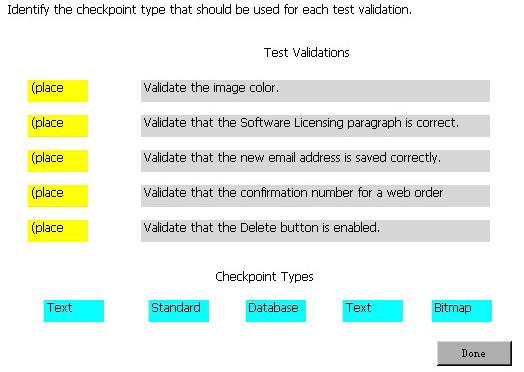 Identify the checkpoint type that should be used for each test validation.
Test Validations
(place Validate the image color.
(place Validate that the Software Licensing paragraph is correct.
(place Validate that the new email address is saved correctly.
(place Validate that the confirmation number for a web order
(place Validate that the Delete button is enabled.
Checkpoint Types
Text Standard Database Text Bitmap
Done